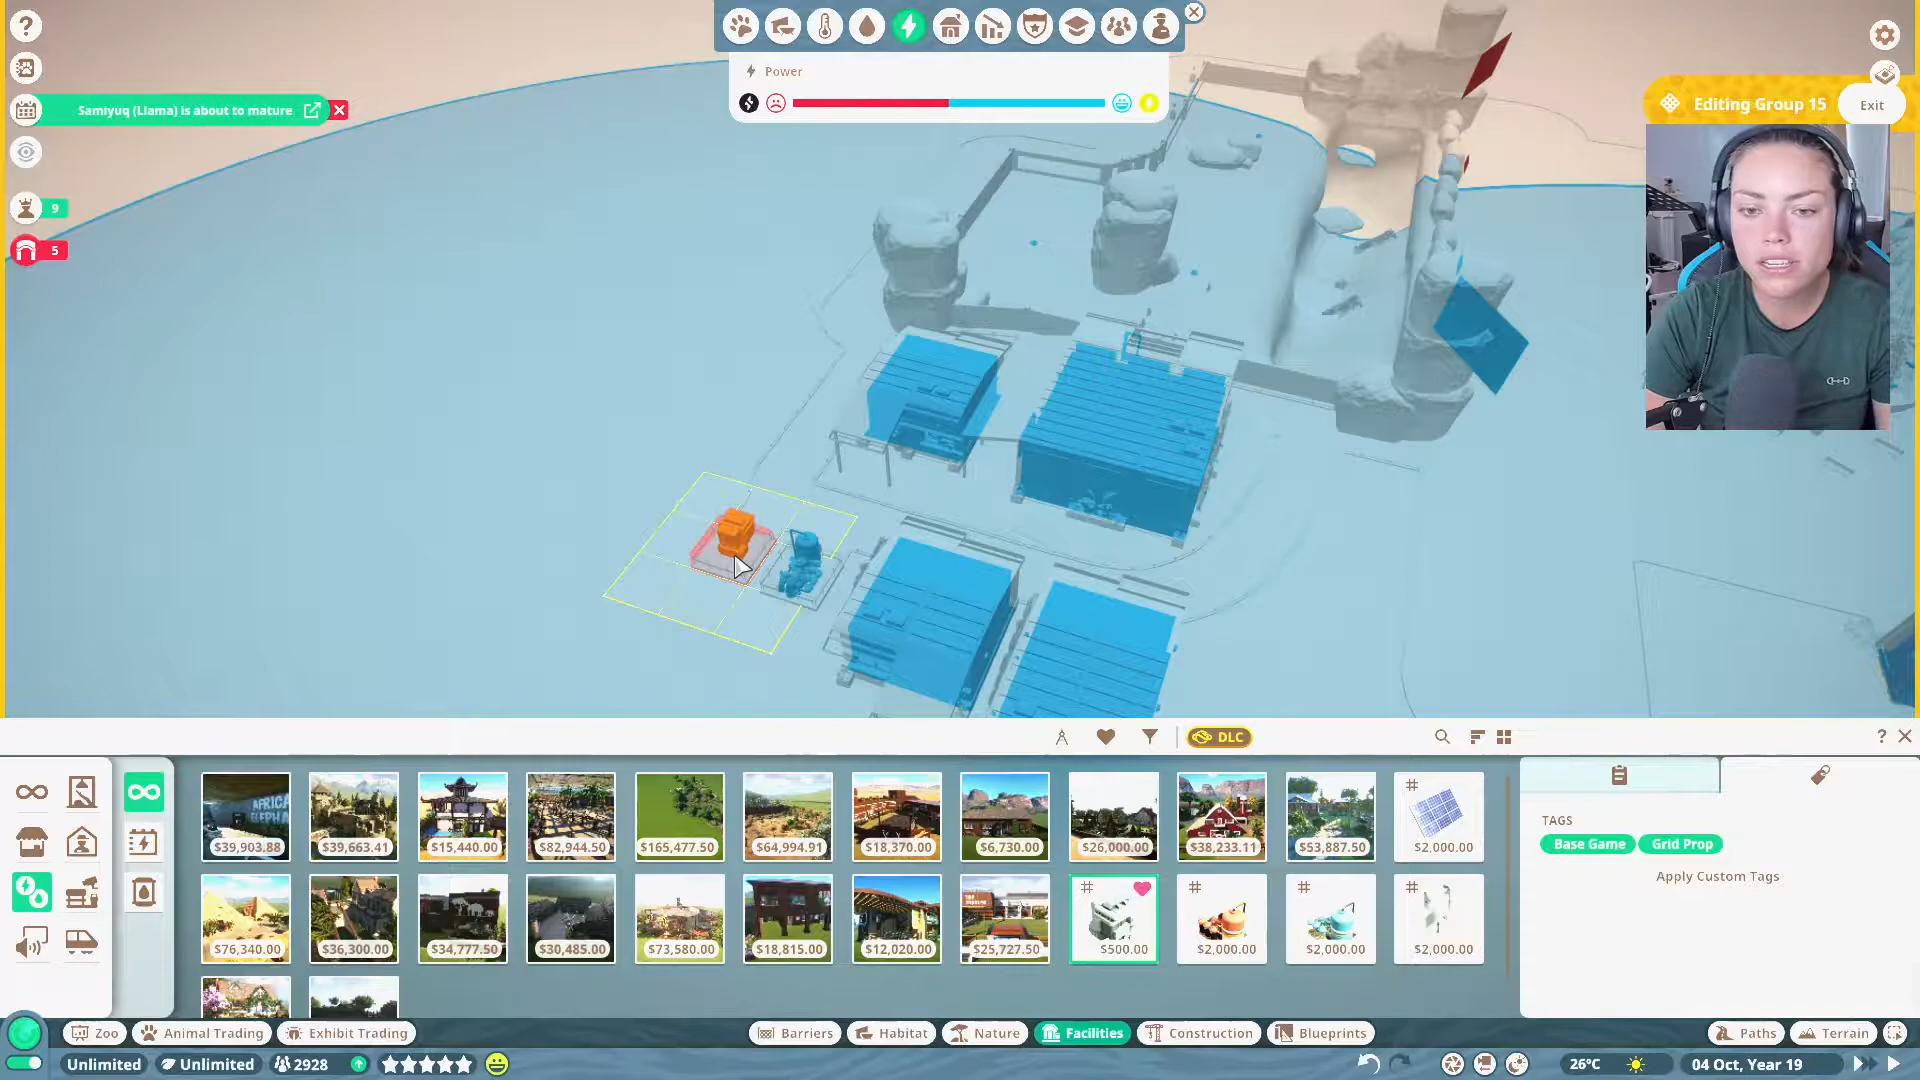 Power
Samiyuq (Llama) is about to mature
Editing Group 15
Exit
9
5
DLC
AFRICA
$39,903.88
$39,663.41
$15,440.00
$82,944.50
$165,477.50
$64,994.91
$18,370.00
$6,730.00
$26,000.00
$38,233.11
$53,887.50
$2,000.00
$76,340.00
$36,300.00
$34,777.50
$30,485.00
$73,580.00
$18,815.00
$12,020.00
$25,727.50
$500.00
$2,000.00
$2,000.00
$2,000.00
TAGS
Base Game
Grid Prop
Apply Custom Tags
Zoo
Animal Trading
Exhibit Trading
Barriers
Habitat
Nature
Facilities
Construction
Blueprints
Paths
Terrain
Unlimited
Unlimited
2928
26°C
04 Oct, Year 19